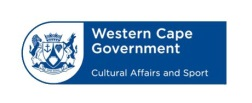 Western Cape
Government
Cultural Affairs and Sport